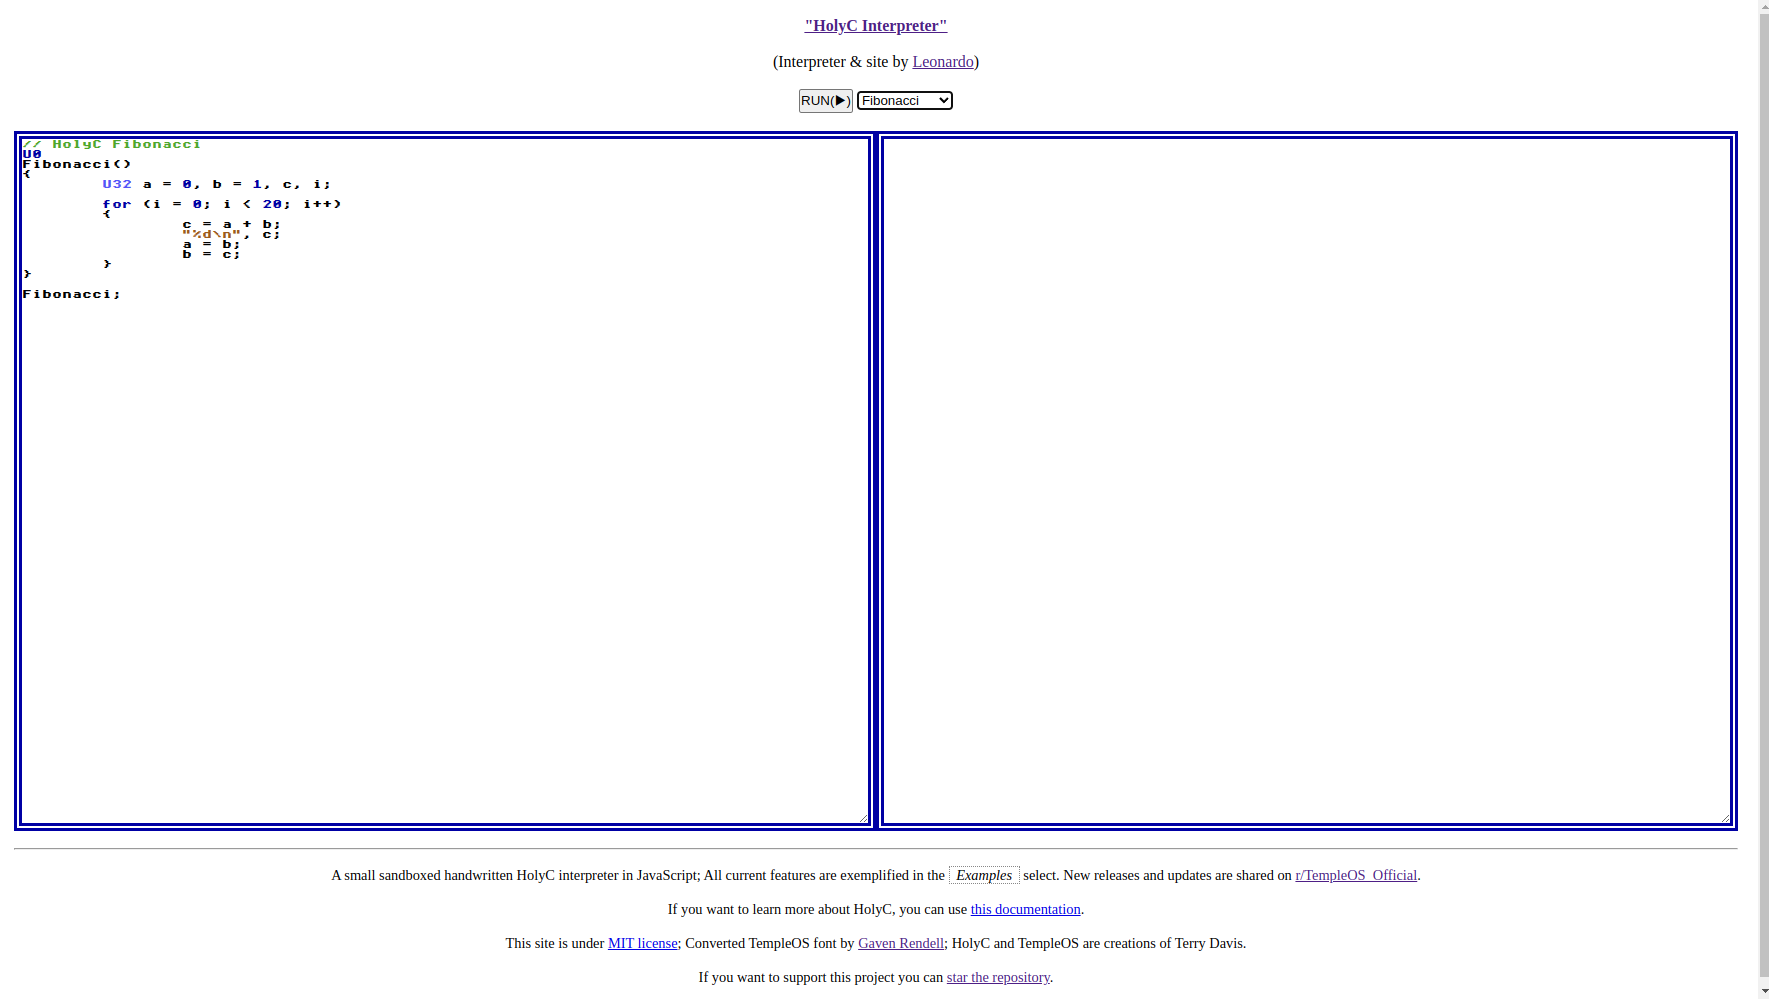 "HolyC Interpreter"
(Interpreter & site by Leonardo)
RUN(▶) Fibonacci
// HolyC Fibonacci
U0
Fibonacci()
{
        U32 a = 0, b = 1, c, i;
        for (i = 0; i < 20; i++)
        {
                c = a + b;
                "%d\n", c;
                a = b;
                b = c;
        }
}
Fibonacci;
A small sandboxed handwritten HolyC interpreter in JavaScript; All current features are exemplified in the Examples select. New releases and updates are shared on r/TempleOS_Official.
If you want to learn more about HolyC, you can use this documentation.
This site is under MIT license; Converted TempleOS font by Gaven Rendell; HolyC and TempleOS are creations of Terry Davis.
If you want to support this project you can star the repository.